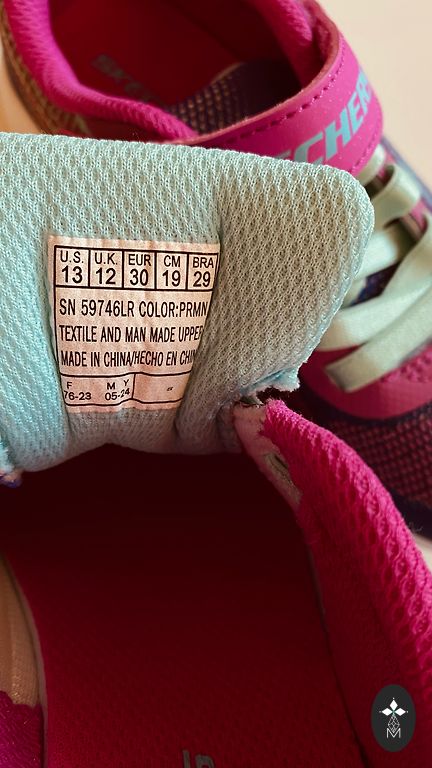 SKECHERS
U.S. U.K. EUR CM BRA
13 12 30 19 29
SN 59746LR COLOR:PRMN
TEXTILE AND MAN MADE UPPER
MADE IN CHINA/HECHO EN CHIN
F M Y
76-23 05-24
M